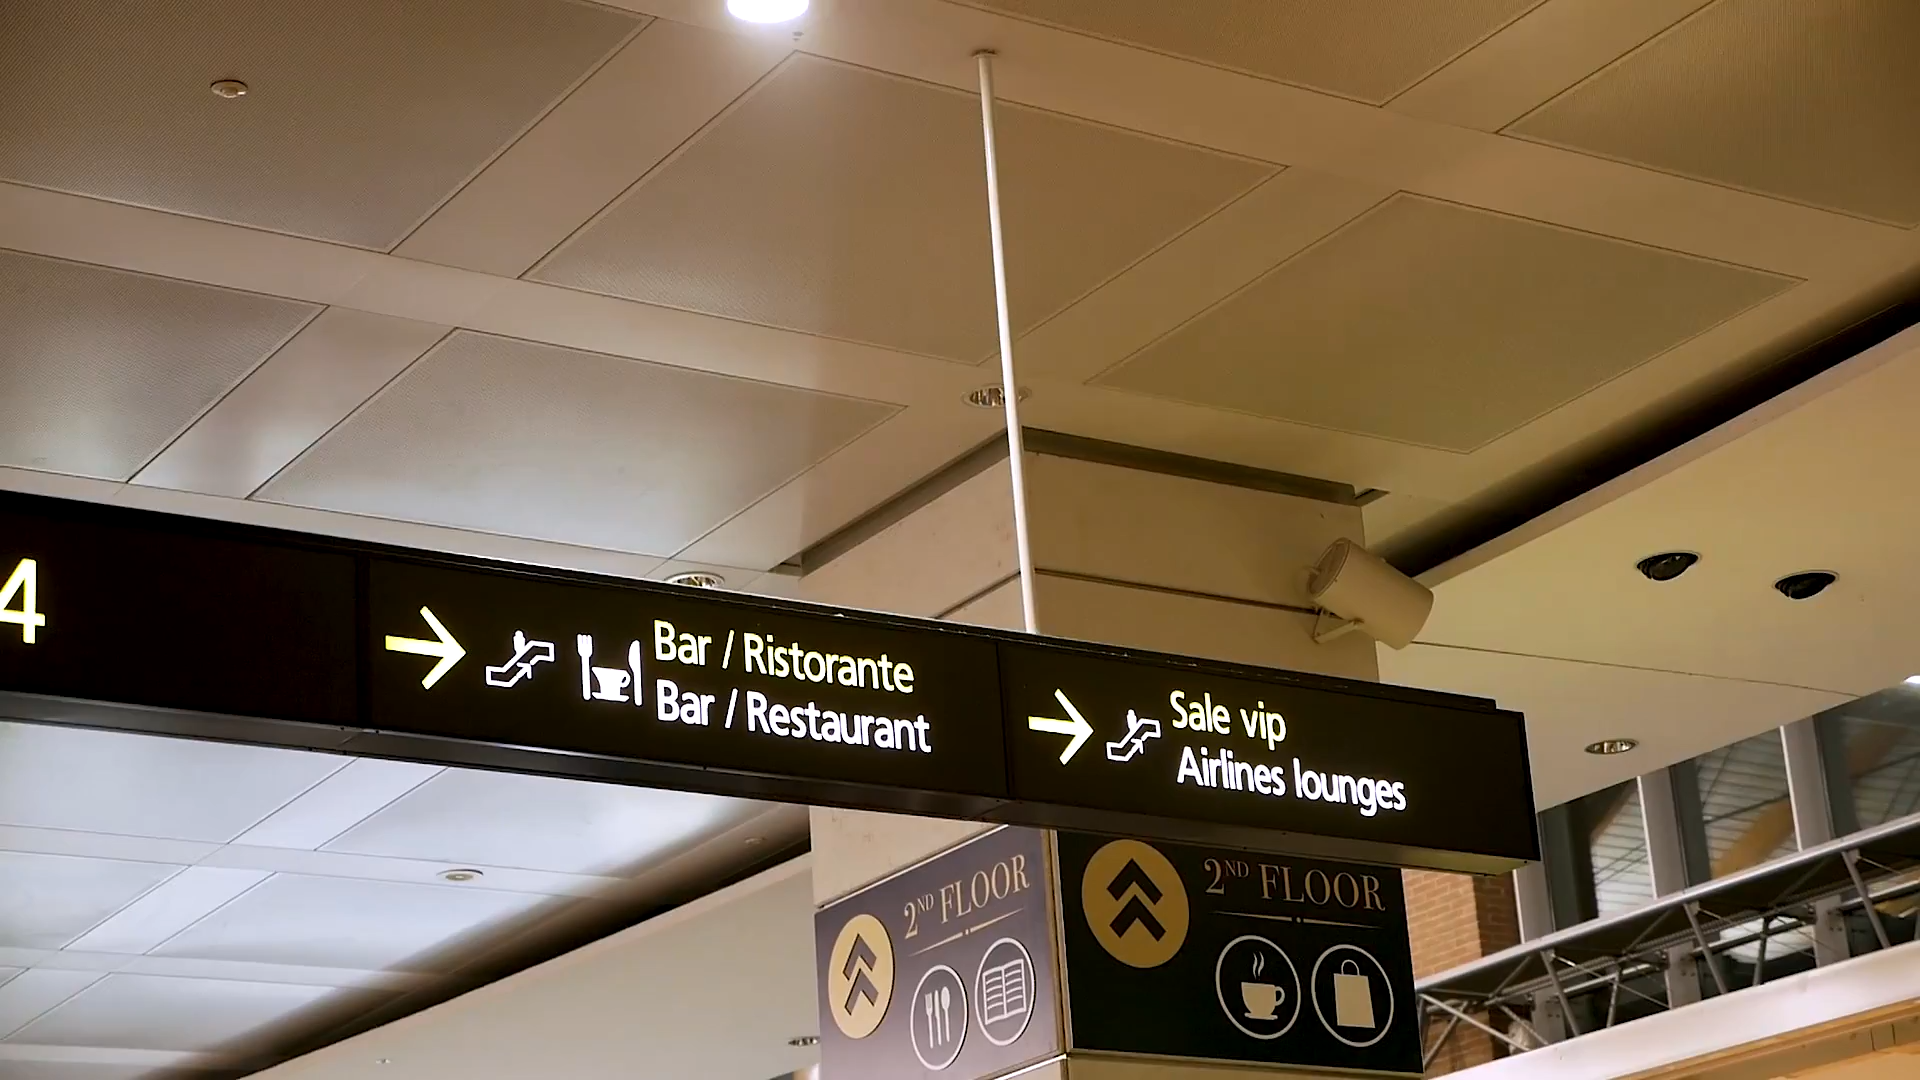 4
Bar / Ristorante
Bar / Restaurant
Sale vip
Airlines lounges
2ND FLOOR
2ND FLOOR